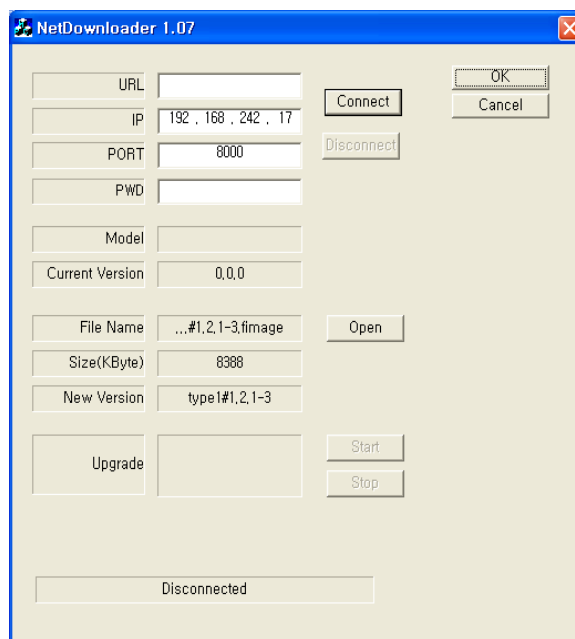 NetDownloader 1.07
URL
OK
Connect
Cancel
IP 192 . 168 . 242 . 17
PORT 8000
Disconnect
PWD
Model
Current Version 0,0,0
File Name ...#1,2,1-3,fimage Open
Size(KByte) 8388
New Version type1#1,2,1-3
Upgrade
Start
Stop
Disconnected